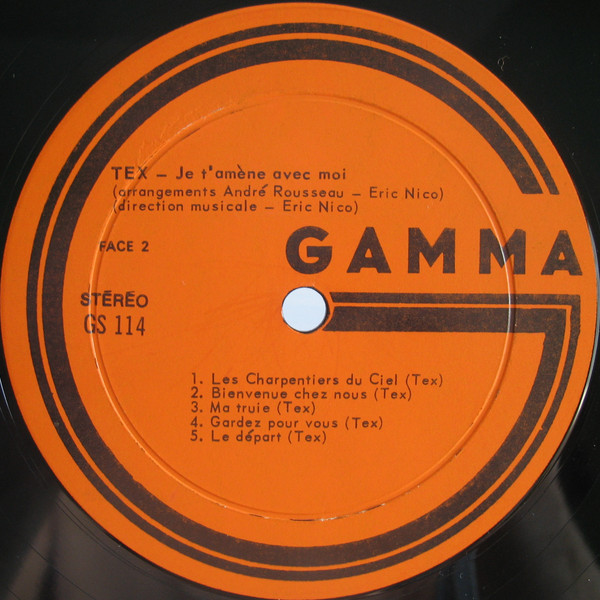 TEX – Je t'amène avec moi
(arrangements André Rousseau – Eric Nico)
(direction musicale – Eric Nico)
FACE 2
GAMMA
STÉRÉO
GS 114
1. Les Charpentiers du Ciel (Tex)
2. Bienvenue chez nous (Tex)
3. Ma truie (Tex)
4. Gardez pour vous (Tex)
5. Le départ (Tex)